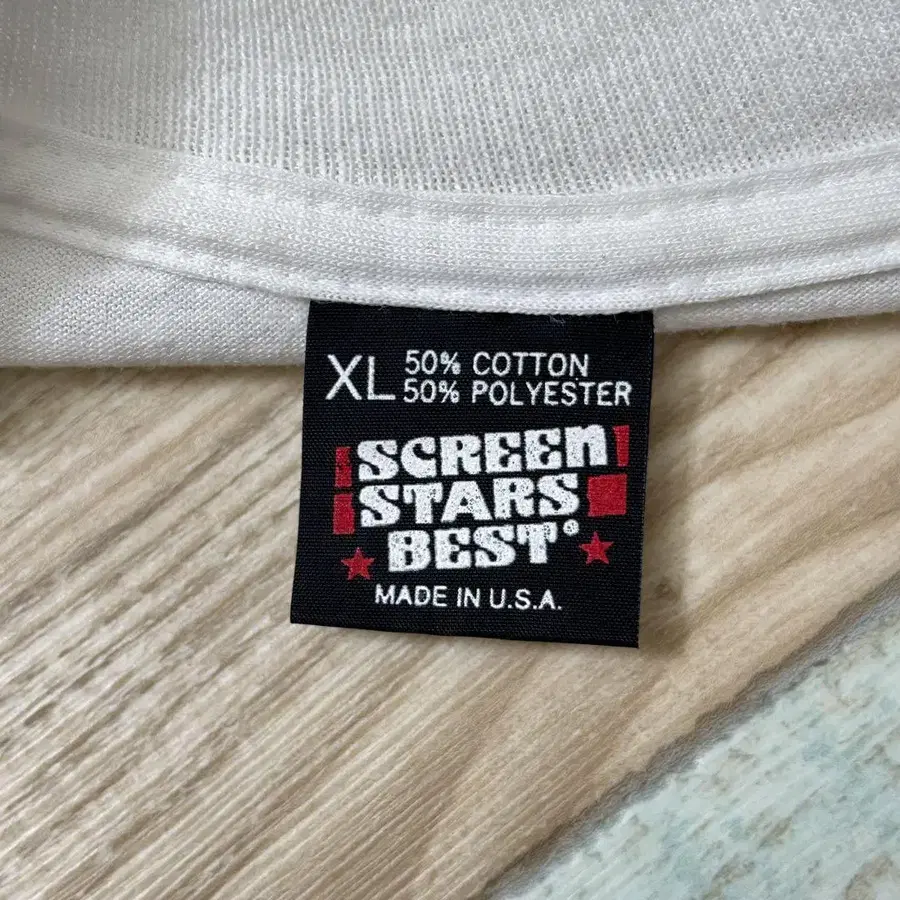 XL 50% COTTON
50% POLYESTER
SCREEN
STARS
BEST®
MADE IN U.S.A.